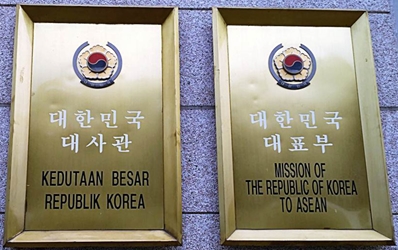 대한민국
대사관
KEDUTAAN BESAR
REPUBLIK KOREA
대한민국
대표부
MISSION OF
THE REPUBLIC OF KOREA
TO ASEAN